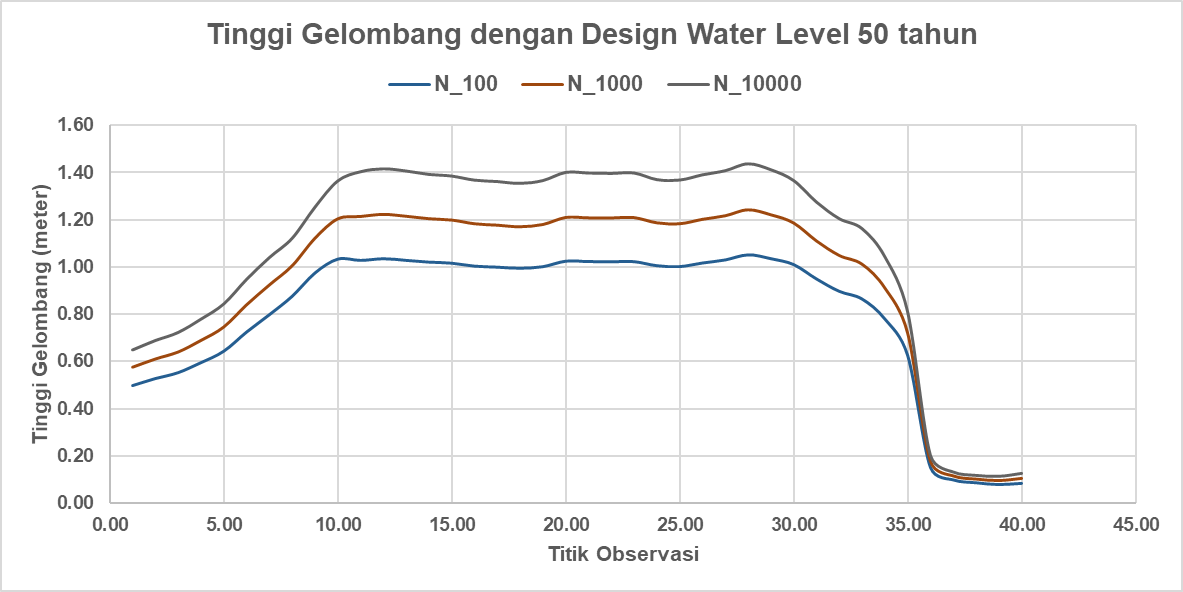 Tinggi Gelombang dengan Design Water Level 50 tahun
N_100 N_1000 N_10000
Tinggi Gelombang (meter)
1.60
1.40
1.20
1.00
0.80
0.60
0.40
0.20
0.00
0.00 5.00 10.00 15.00 20.00 25.00 30.00 35.00 40.00 45.00
Titik Observasi